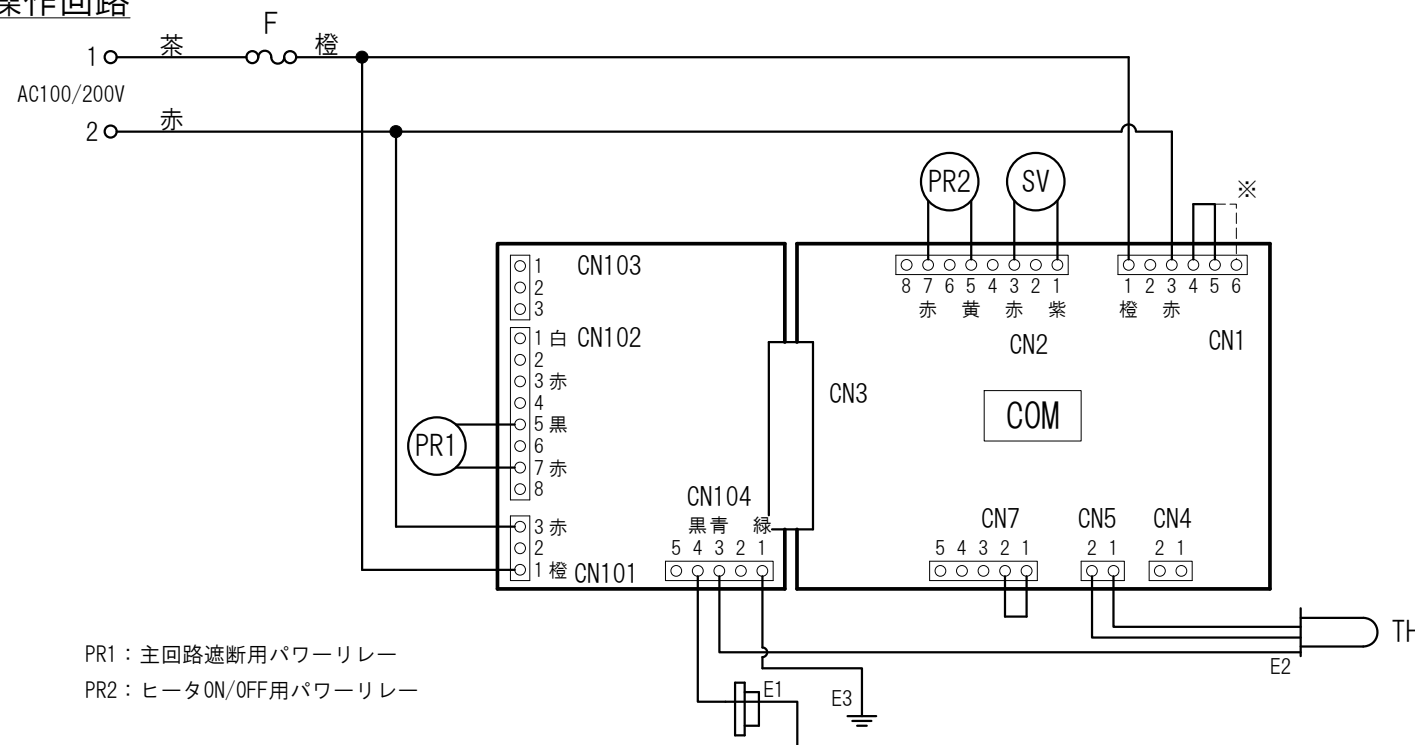 操作回路
F
1 茶 橙
AC100/200V
2 赤
PR2 SV ※
CN103
1
2
3
8 7 6 5 4 3 2 1
赤 黄 赤 紫
CN2
1 2 3 4 5 6
橙 赤
CN1
CN102
1 白
2
3 赤
4
5 黒
6
7 赤
8
PR1
CN3
COM
3 赤
2
1 橙 CN101
CN104
黒 青 緑
5 4 3 2 1
CN7
5 4 3 2 1
CN5
2 1
CN4
2 1
TH
E2
E1
E3
PR1：主回路遮断用パワーリレー
PR2：ヒータON/OFF用パワーリレー